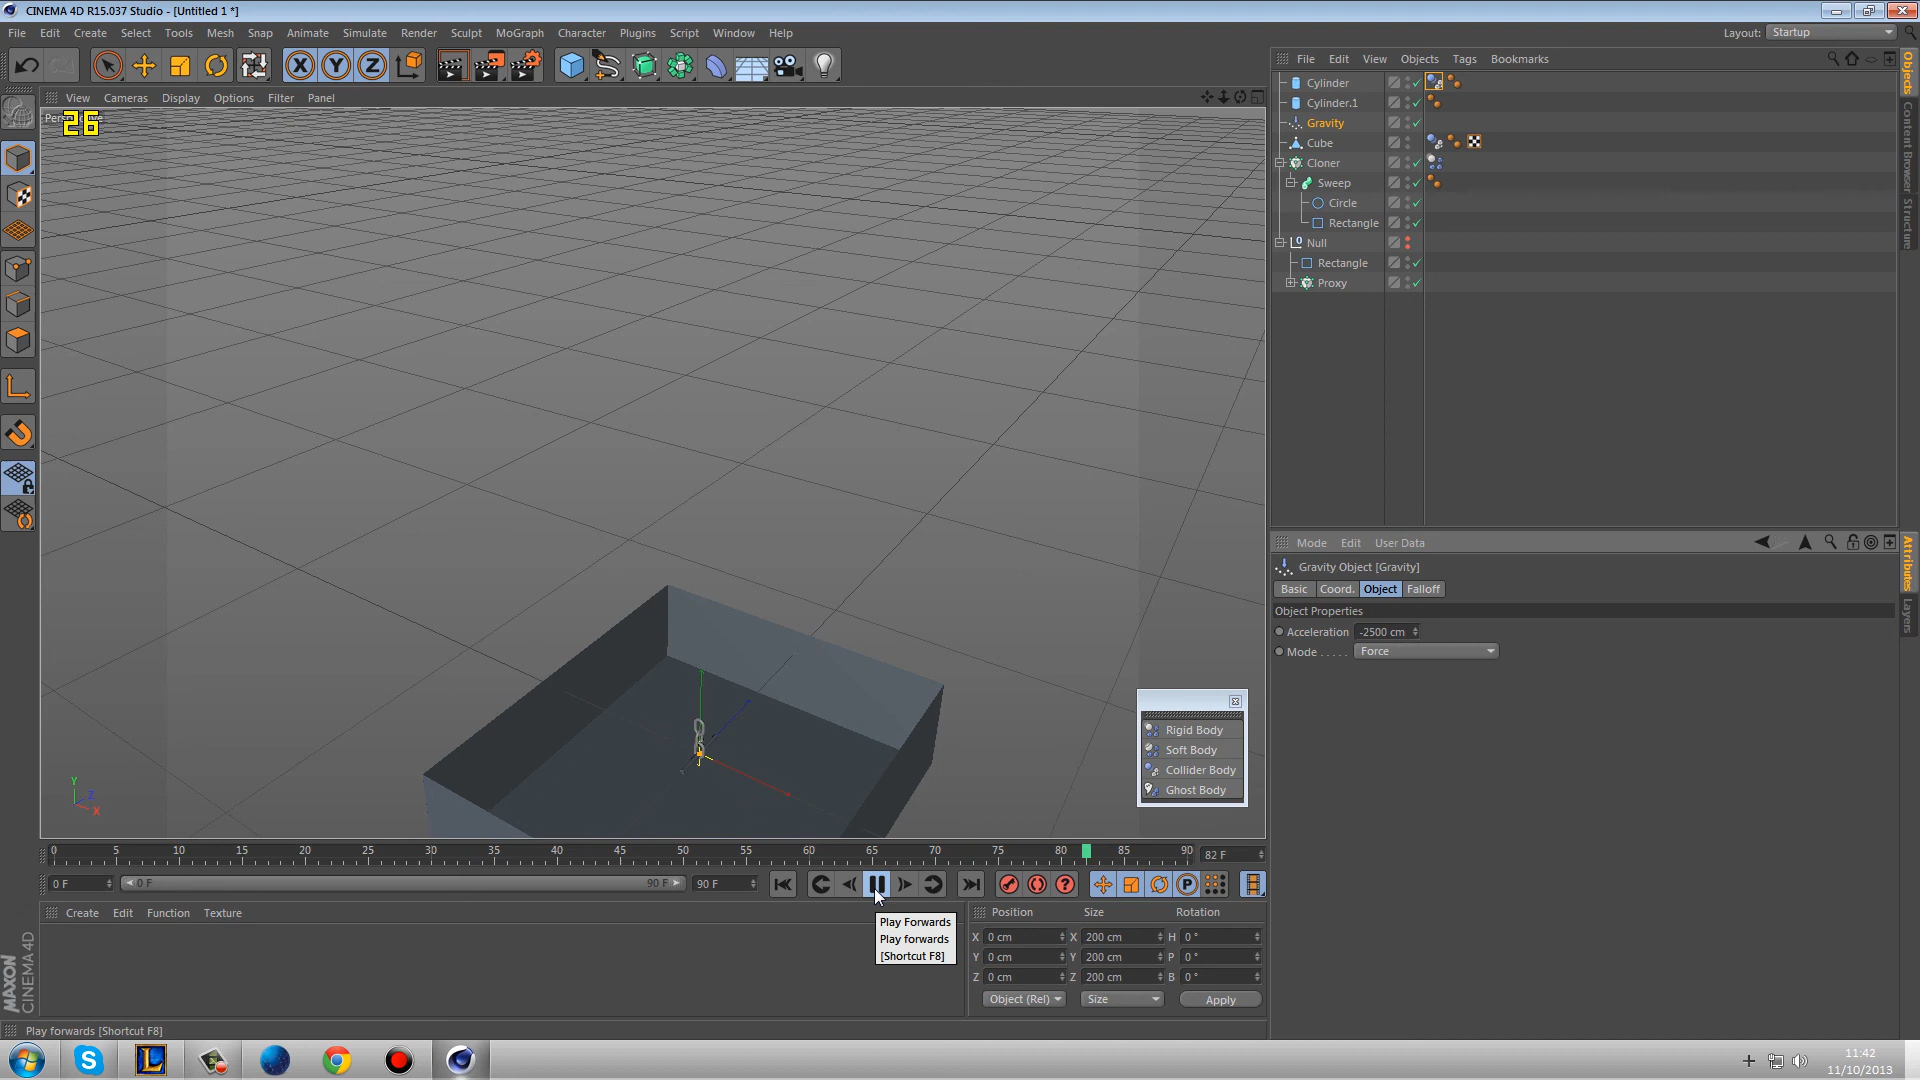 CINEMA 4D R15.037 Studio - [Untitled 1 *]
File Edit Create Select Tools Mesh Snap Animate Simulate Render Sculpt MoGraph Character Plugins Script Window Help
Layout: Startup
X Y Z
File Edit View Objects Tags Bookmarks
View Cameras Display Options Filter Panel
26
Cylinder
Cylinder.1
Gravity
Cube
Cloner
Sweep
Circle
Rectangle
Null
Rectangle
Proxy
Objects
Content Browser
Structure
Mode Edit User Data
Gravity Object [Gravity]
Basic Coord. Object Falloff
Object Properties
Acceleration -2500 cm
Mode . . . . . Force
Attributes
Layers
Rigid Body
Soft Body
Collider Body
Ghost Body
Y
Z
X
0 5 10 15 20 25 30 35 40 45 50 55 60 65 70 75 80 85 90 82 F
0 F 0 F 90 F 90 F
Create Edit Function Texture
Play Forwards
Play forwards
[Shortcut F8]
Position Size Rotation
X 0 cm X 200 cm H 0 °
Y 0 cm Y 200 cm P 0 °
Z 0 cm Z 200 cm B 0 °
Object (Rel) Size Apply
MAXON
CINEMA 4D
Play forwards [Shortcut F8]
11:42
11/10/2013